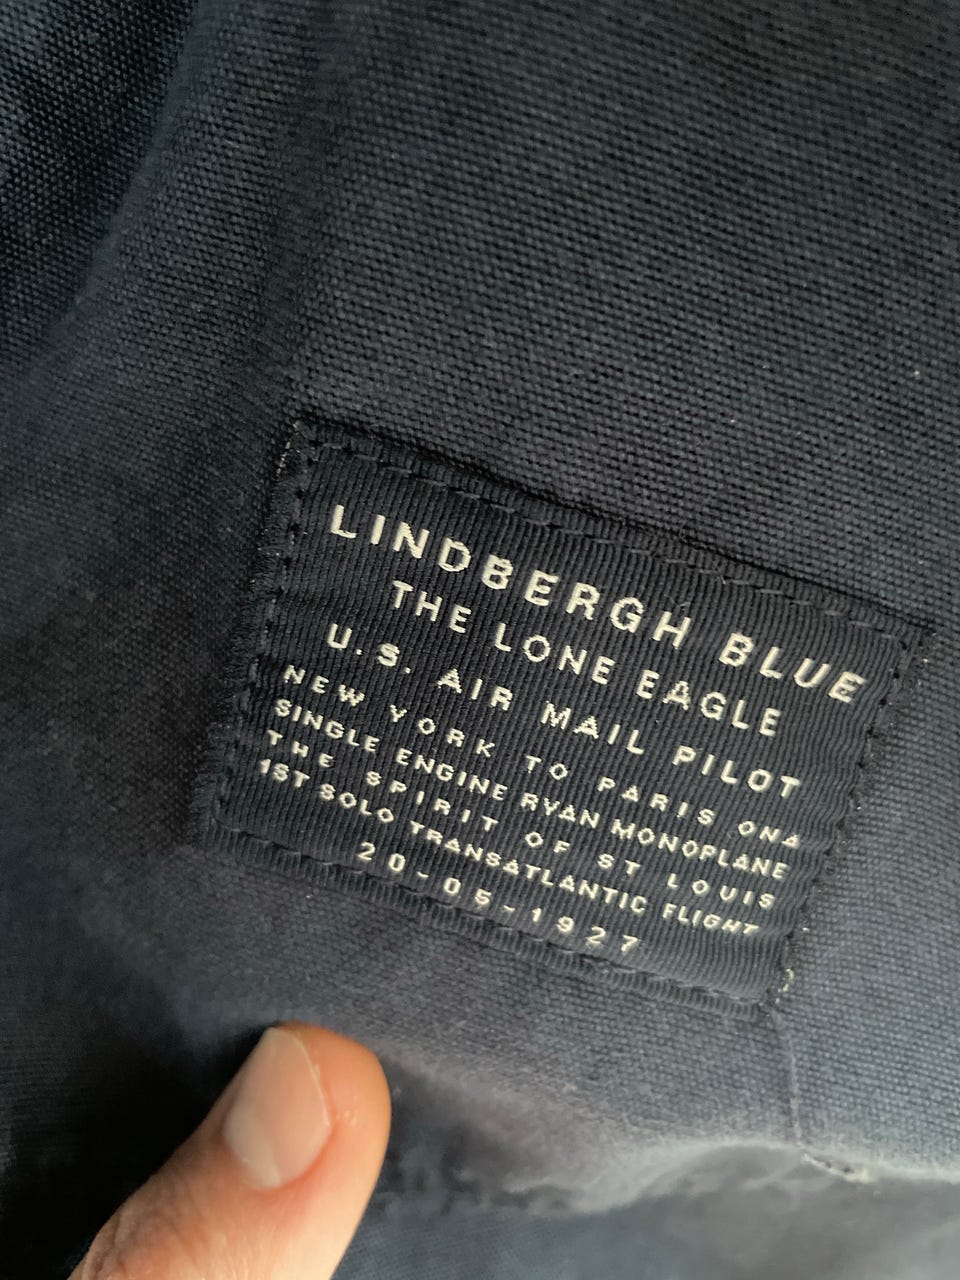 LINDBERGH BLUE
THE LONE EAGLE
U.S. AIR MAIL PILOT
NEW YORK TO PARIS ON A
SINGLE ENGINE RYAN MONOPLANE
THE SPIRIT OF ST LOUIS
1ST SOLO TRANSATLANTIC FLIGHT
20-05-1927